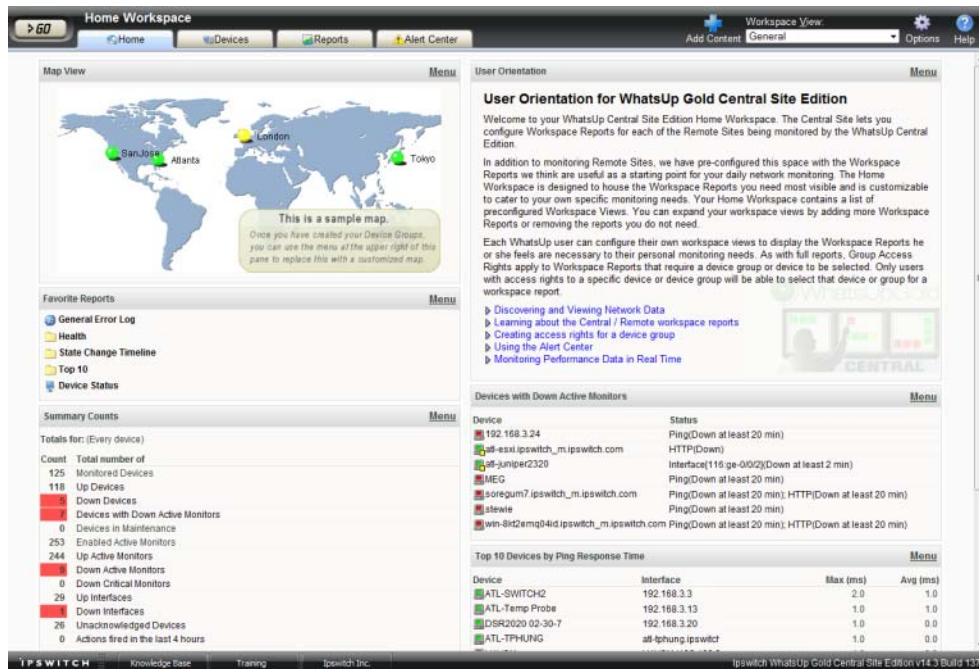 > GO
Home Workspace
Home
Devices
Reports
Alert Center
Add Content
Workspace View:
General
Options
Help
Map View
Menu
SanJose
Atlanta
London
Tokyo
This is a sample map.
Once you have created your Device Groups,
you can use the menu at the upper right of this
pane to replace this with a customized map.
Favorite Reports
Menu
General Error Log
Health
State Change Timeline
Top 10
Device Status
Summary Counts
Menu
Totals for: (Every device)
Count Total number of
125 Monitored Devices
118 Up Devices
5 Down Devices
7 Devices with Down Active Monitors
0 Devices in Maintenance
253 Enabled Active Monitors
244 Up Active Monitors
9 Down Active Monitors
0 Down Critical Monitors
29 Up Interfaces
1 Down Interfaces
26 Unacknowledged Devices
0 Actions fired in the last 4 hours
User Orientation
Menu
User Orientation for WhatsUp Gold Central Site Edition
Welcome to your WhatsUp Central Site Edition Home Workspace. The Central Site lets you
configure Workspace Reports for each of the Remote Sites being monitored by the WhatsUp Central
Edition.
In addition to monitoring Remote Sites, we have pre-configured this space with the Workspace
Reports we think are useful as a starting point for your daily network monitoring. The Home
Workspace is designed to house the Workspace Reports you need most visible and is customizable
to cater to your own specific monitoring needs. Your Home Workspace contains a list of
preconfigured Workspace Views. You can expand your workspace views by adding more Workspace
Reports or removing the reports you do not need.
Each WhatsUp user can configure their own workspace views to display the Workspace Reports he
or she feels are necessary to their personal monitoring needs. As with full reports, Group Access
Rights apply to Workspace Reports that require a device group or device to be selected. Only users
with access rights to a specific device or device group will be able to select that device or group for a
workspace report.
WhatsUpGold
CENTRAL
Discovering and Viewing Network Data
Learning about the Central / Remote workspace reports
Creating access rights for a device group
Using the Alert Center
Monitoring Performance Data in Real Time
Devices with Down Active Monitors
Menu
Device Status
192.168.3.24 Ping(Down at least 20 min)
atl-esxi.ipswitch_m.ipswitch.com HTTP(Down)
atl-juniper2320 Interface(116:ge-0/0/2)(Down at least 2 min)
MEG Ping(Down at least 20 min)
soregum7.ipswitch_m.ipswitch.com Ping(Down at least 20 min); HTTP(Down at least 20 min)
stewie Ping(Down at least 20 min)
win-8kt2emq04id.ipswitch_m.ipswitch.com Ping(Down at least 20 min); HTTP(Down at least 20 min)
Top 10 Devices by Ping Response Time
Menu
Device Interface Max (ms) Avg (ms)
ATL-SWITCH2 192.168.3.3 2.0 1.0
ATL-Temp Probe 192.168.3.13 1.0 1.0
DSR2020 02-30-7 192.168.3.20 1.0 0.0
ATL-TPHUNG atl-tphung.ipswitch 1.0 0.0
IPSWITCH
Knowledge Base
Training
Ipswitch Inc.
Ipswitch WhatsUp Gold Central Site Edition v14.3 Build 13